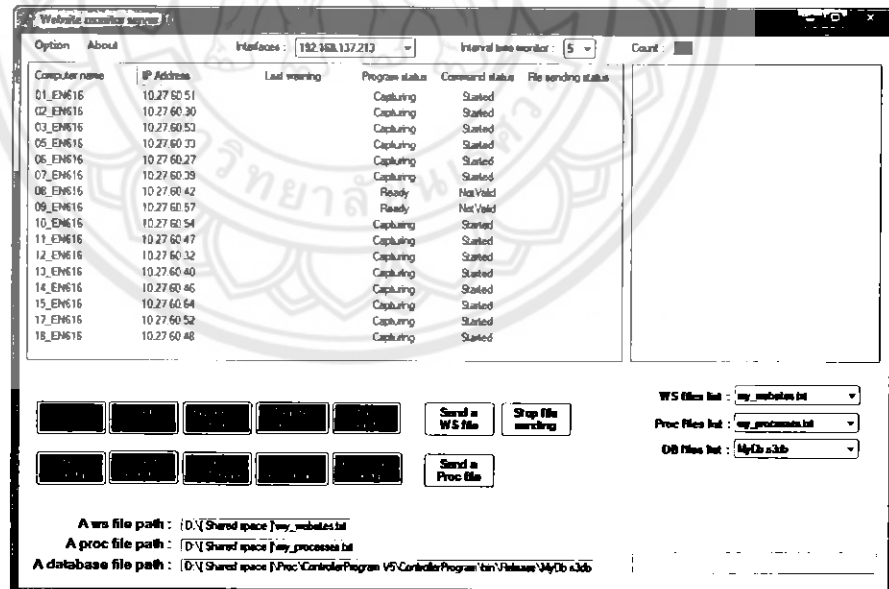 Website monitor server
Option About Interfaces : 192.168.137.213 Interval time monitor : 5 Count :
Computer name IP Address Last warning Program status Command status File sending status
01_EN616 10.27.60.51 Capturing Started
02_EN616 10.27.60.30 Capturing Started
03_EN616 10.27.60.53 Capturing Started
05_EN616 10.27.60.33 Capturing Started
06_EN616 10.27.60.27 Capturing Started
07_EN616 10.27.60.39 Capturing Started
08_EN616 10.27.60.42 Ready Not Valid
09_EN616 10.27.60.57 Ready Not Valid
10_EN616 10.27.60.54 Capturing Started
11_EN616 10.27.60.47 Capturing Started
12_EN616 10.27.60.32 Capturing Started
13_EN616 10.27.60.40 Capturing Started
14_EN616 10.27.60.46 Capturing Started
15_EN616 10.27.60.64 Capturing Started
17_EN616 10.27.60.52 Capturing Started
18_EN616 10.27.60.48 Capturing Started
Send a
WS file
Stop file
sending
WS files list : my_websites.txt
Proc files list : my_processes.txt
DB files list : MyDb.s3db
Send a
Proc file
A ws file path : D:\[ Shared space ]\my_websites.txt
A proc file path : D:\[ Shared space ]\my_processes.txt
A database file path : D:\[ Shared space ]\Proc\ControllerProgram V5\ControllerProgram\bin\Release\MyDb.s3db